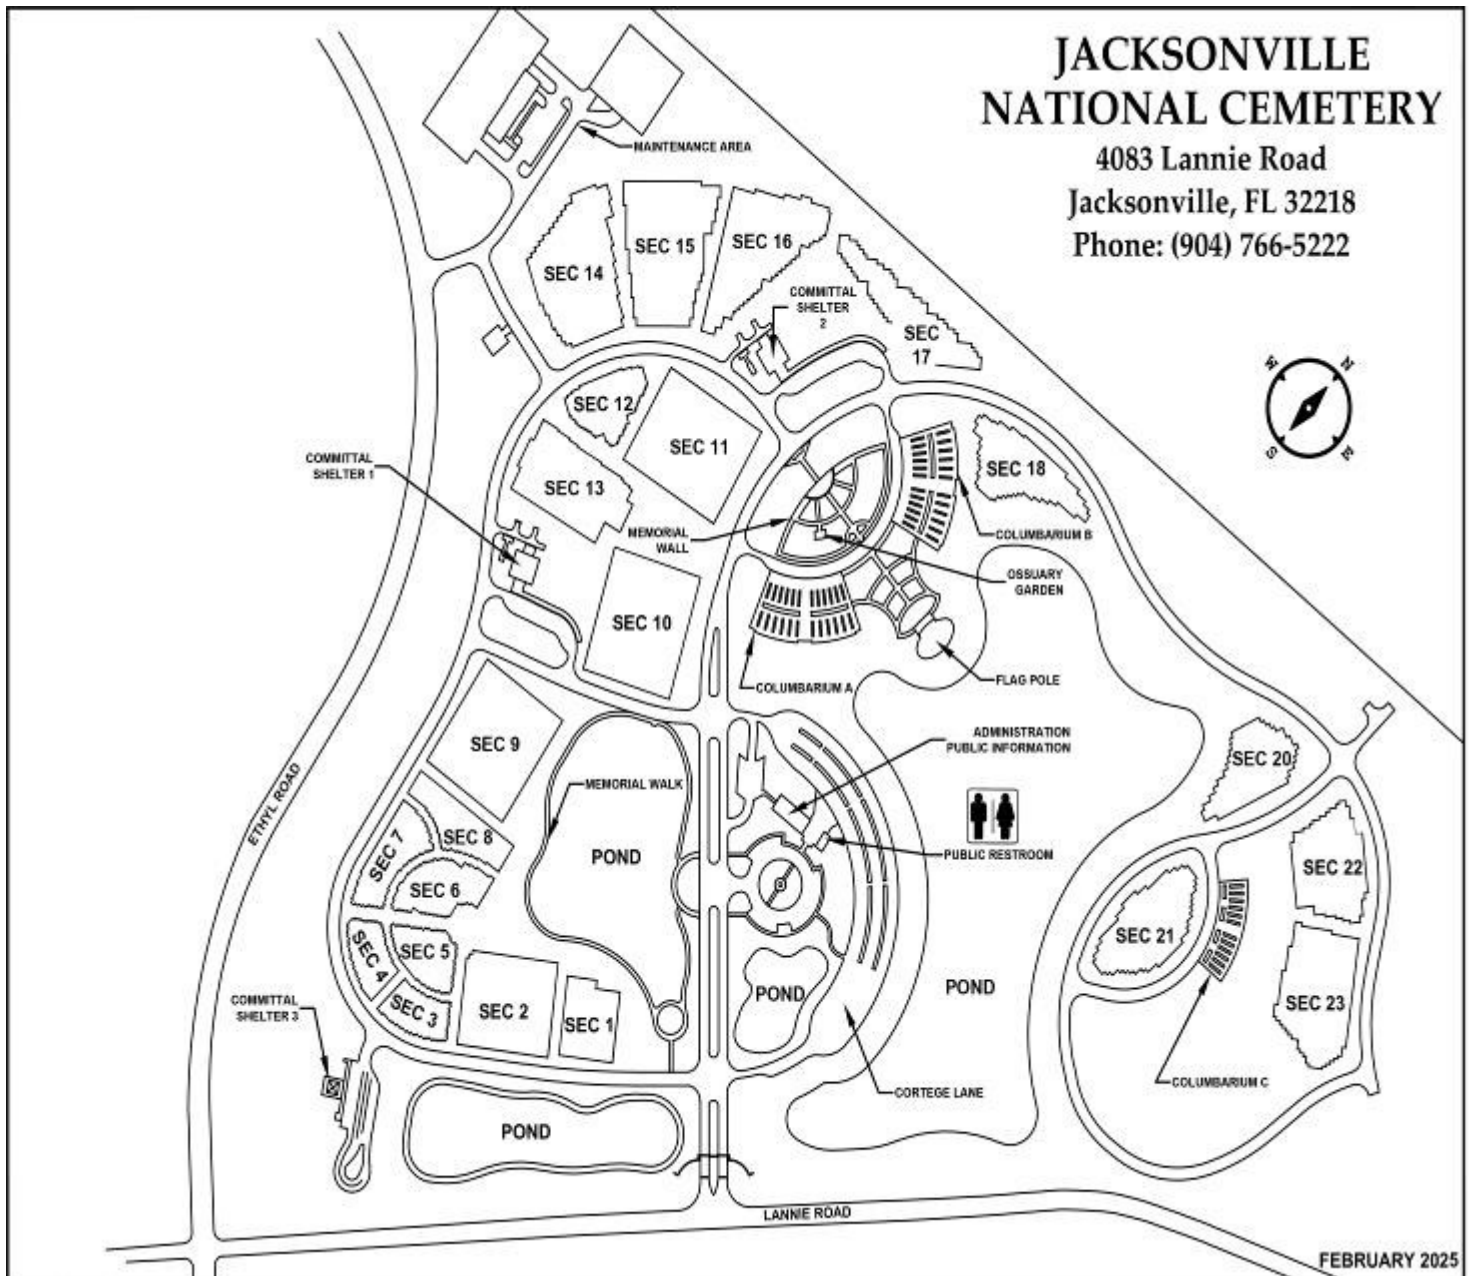 JACKSONVILLE
NATIONAL CEMETERY
4083 Lannie Road
Jacksonville, FL 32218
Phone: (904) 766-5222
MAINTENANCE AREA
SEC 14
SEC 15
SEC 16
COMMITTAL
SHELTER
2
SEC
17
N
W
S
E
SEC 12
SEC 11
SEC 13
COMMITTAL
SHELTER 1
SEC 18
MEMORIAL
WALL
COLUMBARIUM B
OSSUARY
GARDEN
SEC 10
FLAG POLE
COLUMBARIUM A
ADMINISTRATION
PUBLIC INFORMATION
SEC 9
SEC 20
MEMORIAL WALK
ETHYL ROAD
SEC 8
SEC 7
POND
PUBLIC RESTROOM
SEC 22
SEC 6
SEC 21
SEC 5
SEC 4
POND
POND
COMMITTAL
SHELTER 3
SEC 3
SEC 2
SEC 1
SEC 23
COLUMBARIUM C
CORTEGE LANE
POND
LANNIE ROAD
FEBRUARY 2025